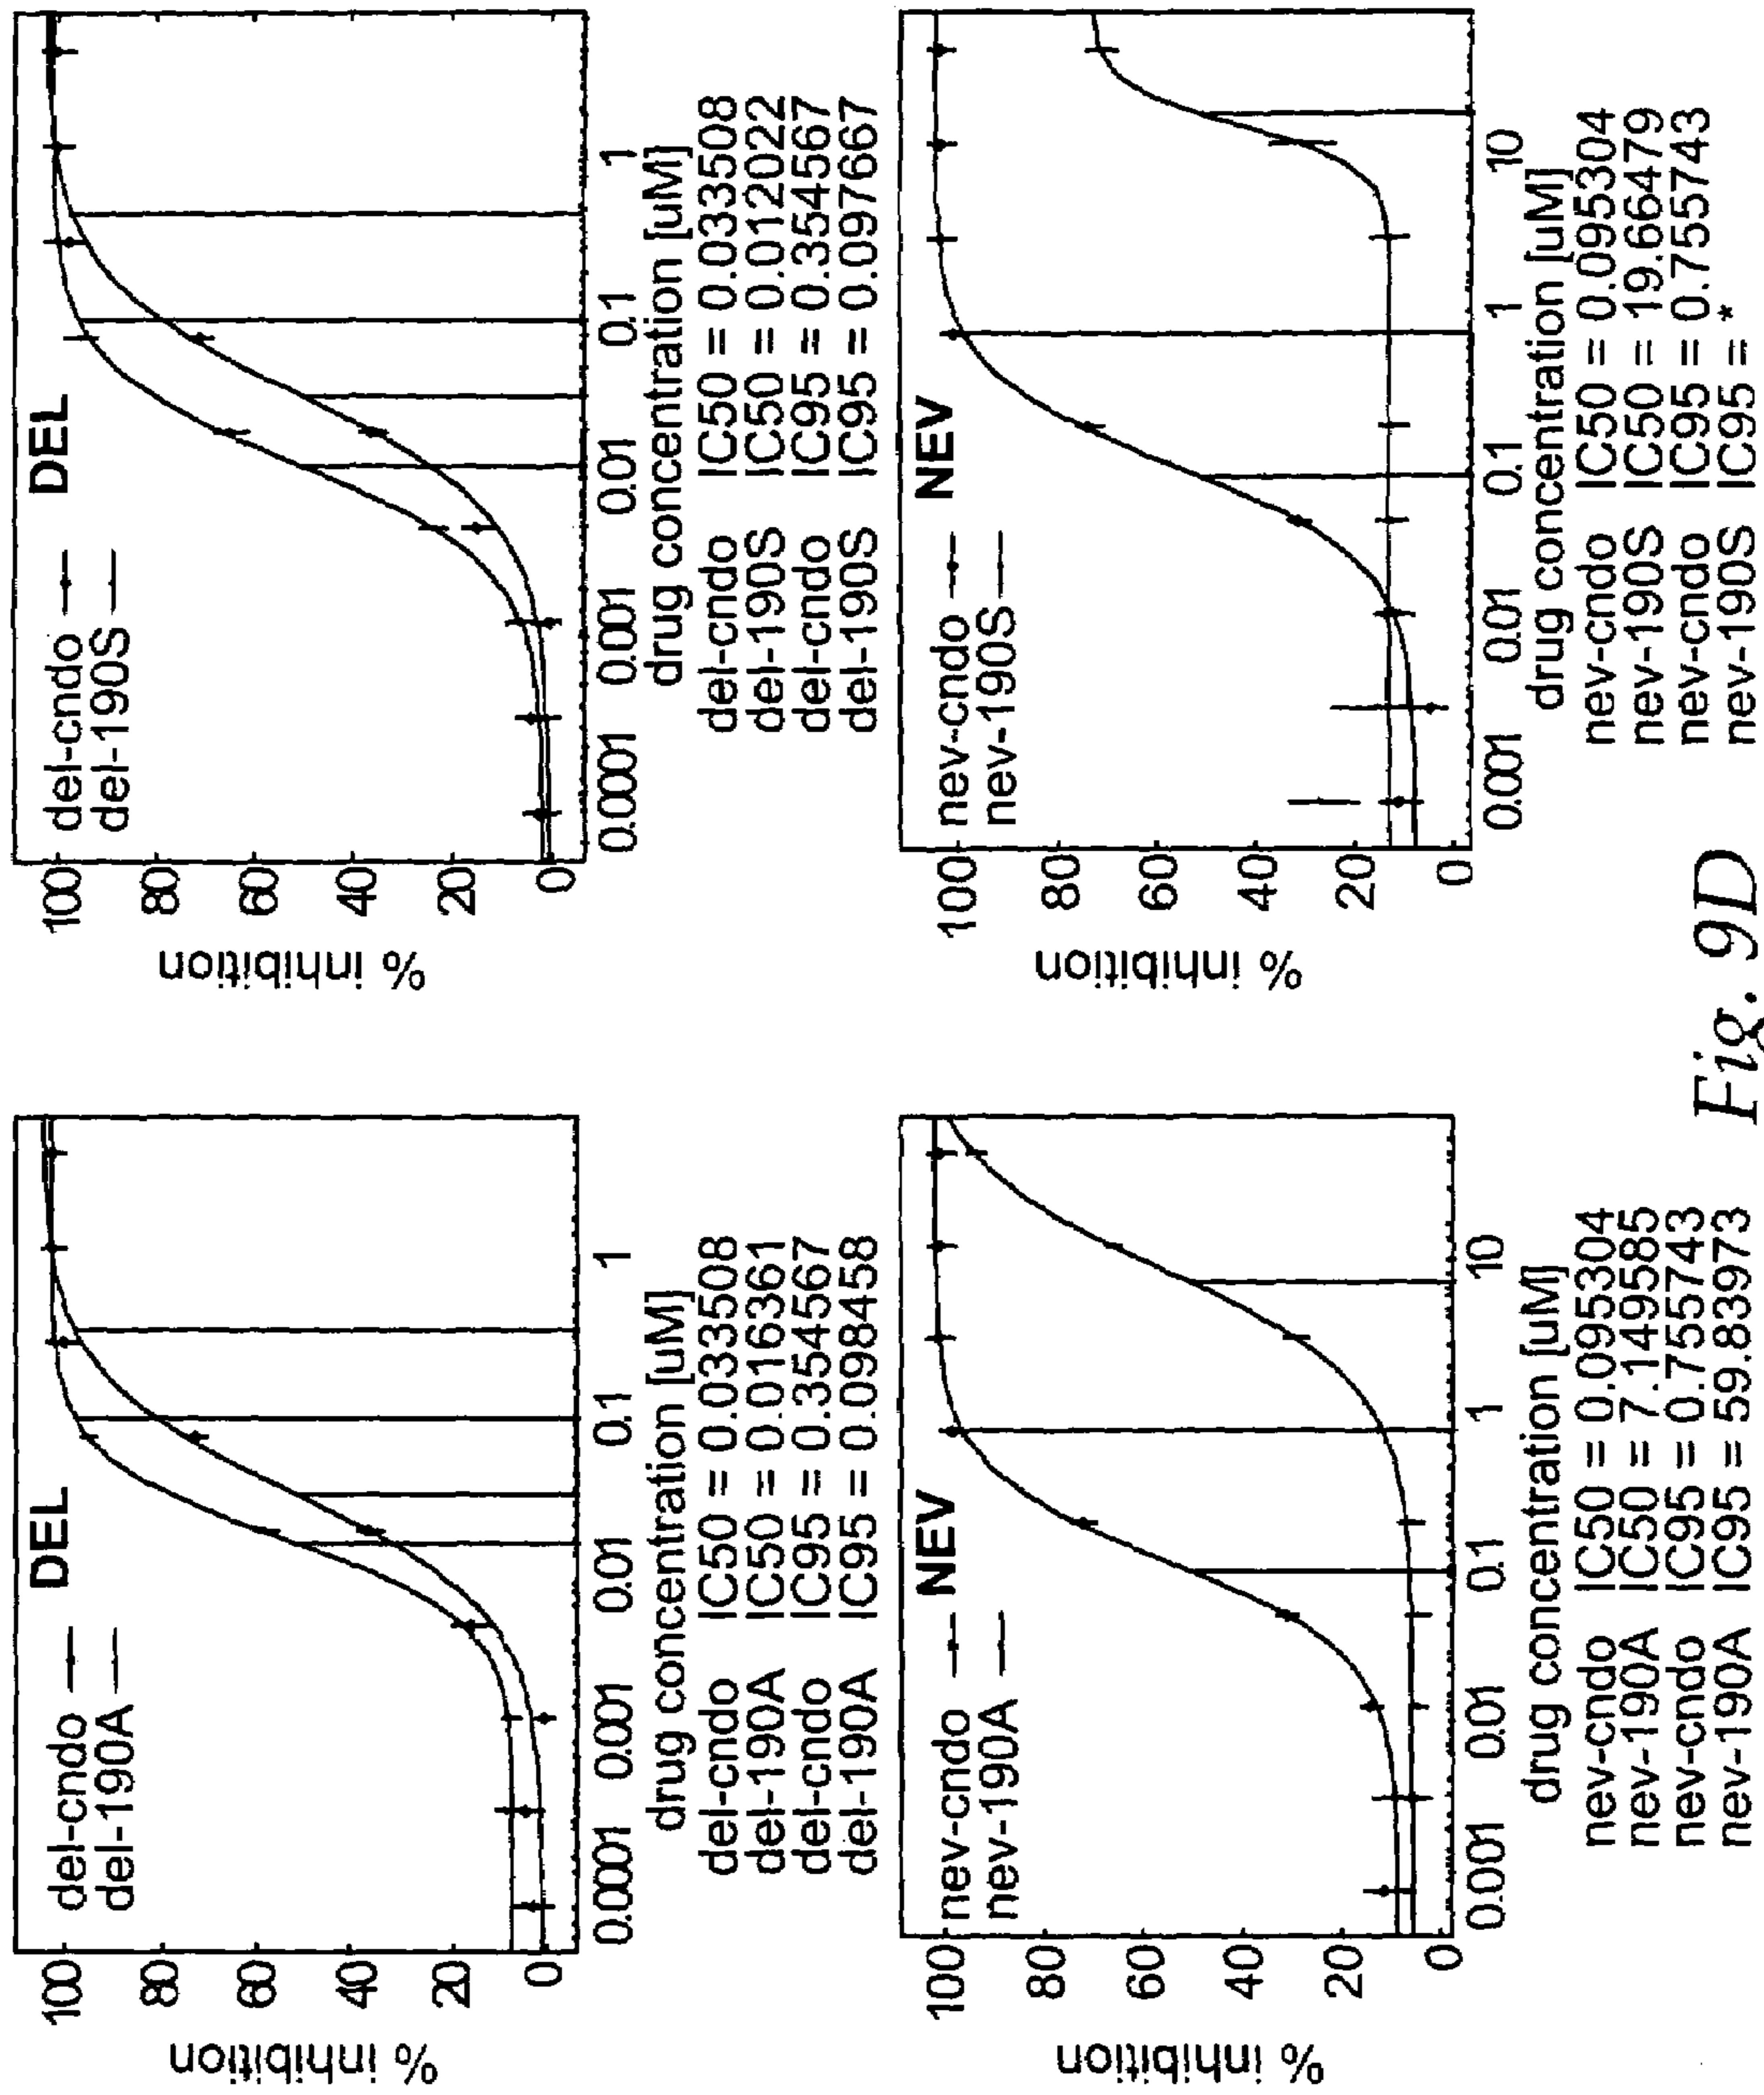 DEL
del-cndo
del-190A
100
80
60
40
20
0
% inhibition
0.0001 0.001 0.01 0.1 1
drug concentration [uM]
del-cndo IC50 = 0.033508
del-190A IC50 = 0.016361
del-cndo IC95 = 0.354567
del-190A IC95 = 0.098458
DEL
del-cndo
del-190S
100
80
60
40
20
0
% inhibition
0.0001 0.001 0.01 0.1 1
drug concentration [uM]
del-cndo IC50 = 0.033508
del-190S IC50 = 0.012022
del-cndo IC95 = 0.354567
del-190S IC95 = 0.097667
NEV
nev-cndo
nev-190A
100
80
60
40
20
0
% inhibition
0.001 0.01 0.1 1 10
drug concentration [uM]
nev-cndo IC50 = 0.095304
nev-190A IC50 = 7.149585
nev-cndo IC95 = 0.755743
nev-190A IC95 = 59.83973
NEV
nev-cndo
nev-190S
100
80
60
40
20
0
% inhibition
0.001 0.01 0.1 1 10
drug concentration [uM]
nev-cndo IC50 = 0.095304
nev-190S IC50 = 19.66479
nev-cndo IC95 = 0.755743
nev-190S IC95 = *
Fig. 9D